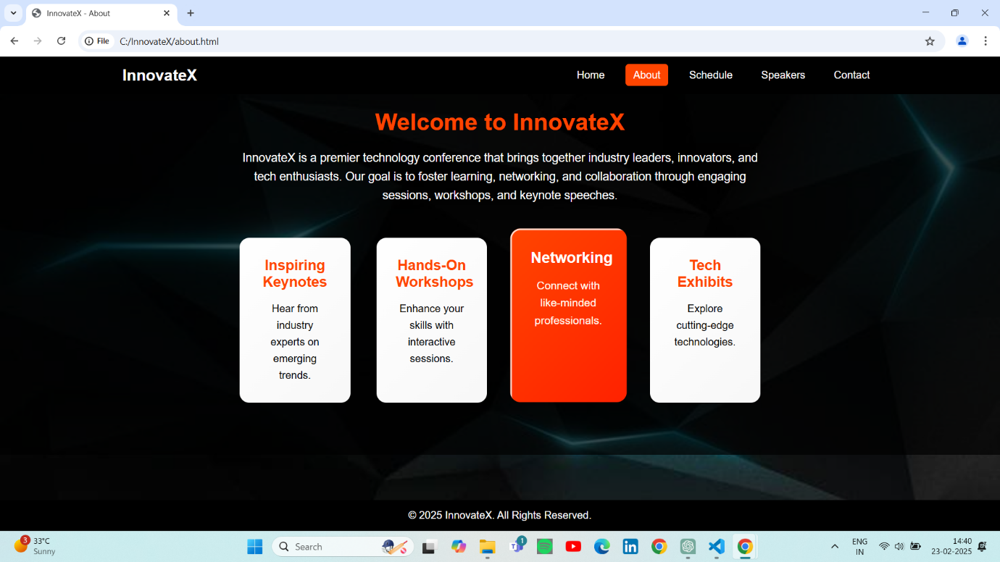 InnovateX - About
File
C:/InnovateX/about.html
InnovateX
Home
About
Schedule
Speakers
Contact
Welcome to InnovateX
InnovateX is a premier technology conference that brings together industry leaders, innovators, and
tech enthusiasts. Our goal is to foster learning, networking, and collaboration through engaging
sessions, workshops, and keynote speeches.
Inspiring
Keynotes
Hear from
industry
experts on
emerging
trends.
Hands-On
Workshops
Enhance your
skills with
interactive
sessions.
Networking
Connect with
like-minded
professionals.
Tech
Exhibits
Explore
cutting-edge
technologies.
© 2025 InnovateX. All Rights Reserved.
3
33°C
Sunny
Search
1
ENG
IN
14:40
23-02-2025